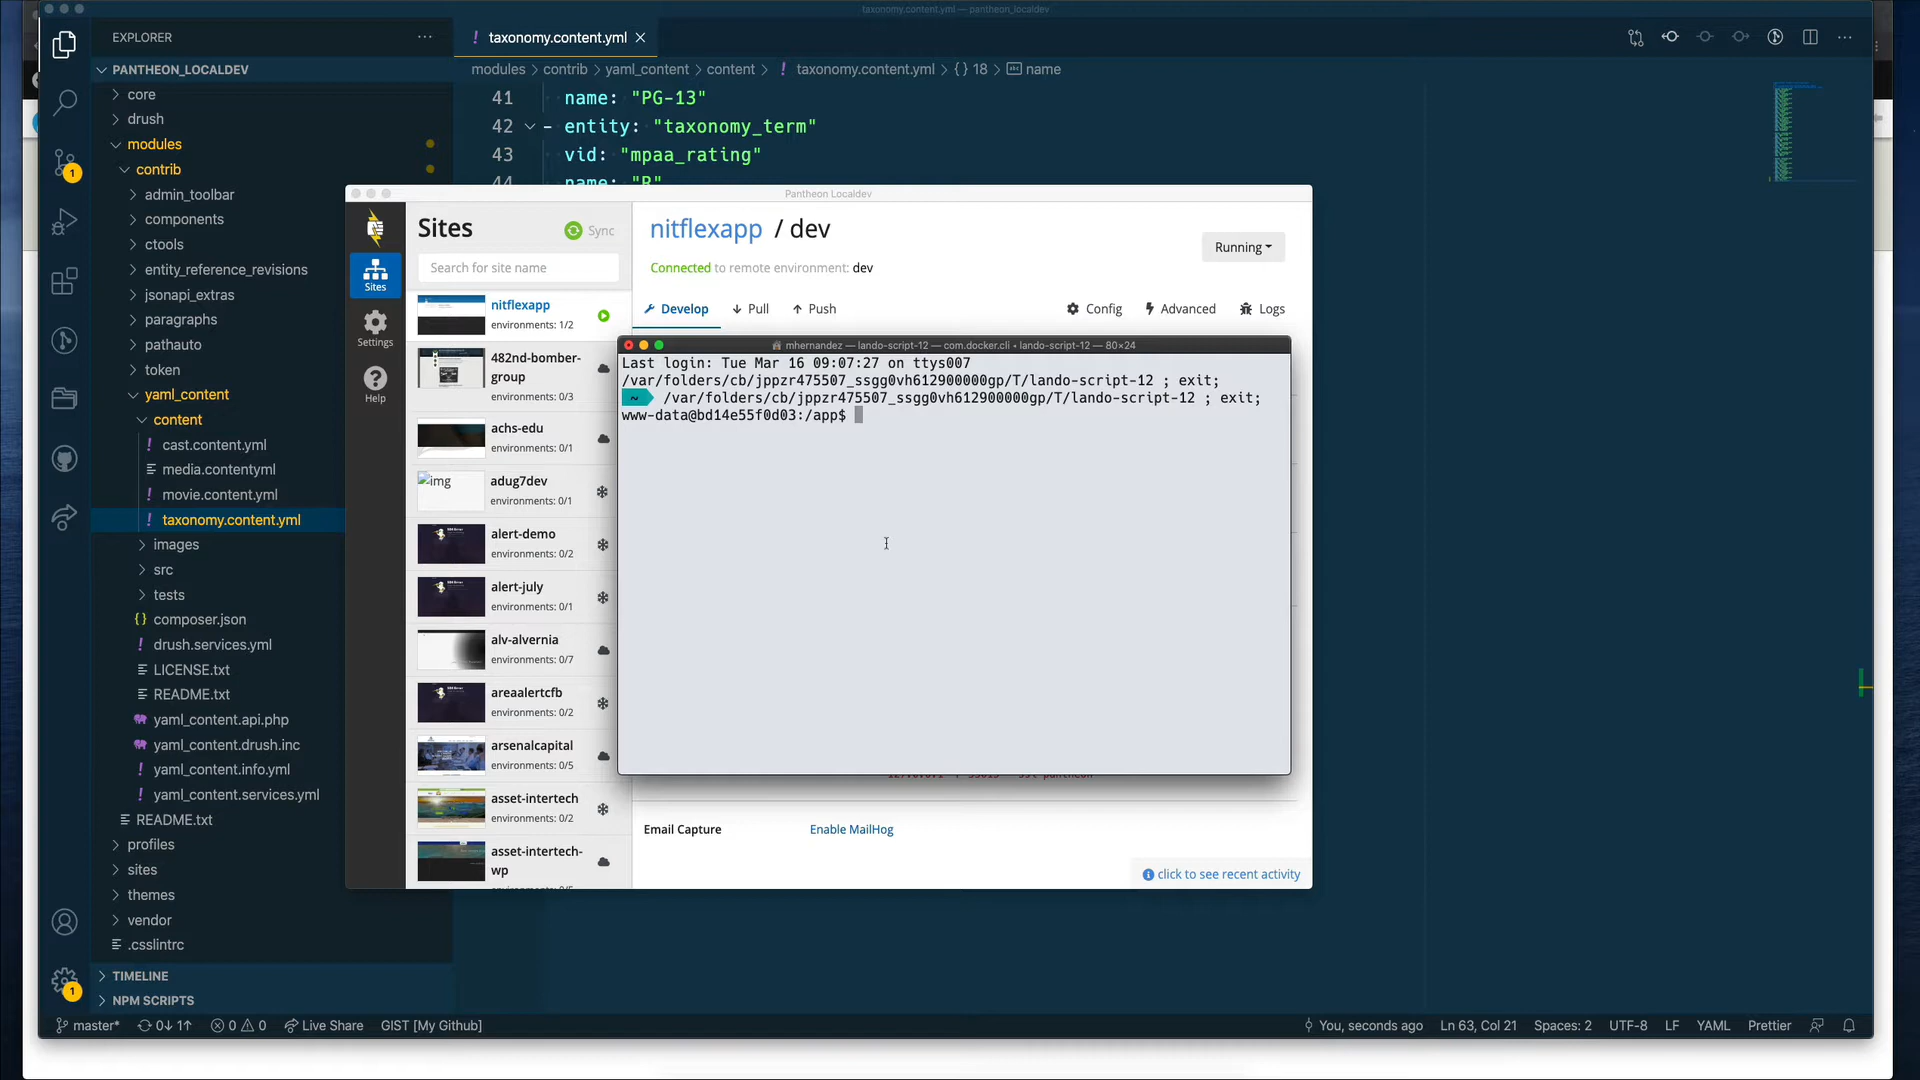 taxonomy.content.yml — pantheon_localdev
EXPLORER
PANTHEON_LOCALDEV
core
drush
modules
contrib
admin_toolbar
components
ctools
entity_reference_revisions
jsonapi_extras
paragraphs
pathauto
token
yaml_content
content
cast.content.yml
media.contentyml
movie.content.yml
taxonomy.content.yml
images
src
tests
composer.json
drush.services.yml
LICENSE.txt
README.txt
yaml_content.api.php
yaml_content.drush.inc
yaml_content.info.yml
yaml_content.services.yml
README.txt
profiles
sites
themes
vendor
.csslintrc
TIMELINE
NPM SCRIPTS
1
1
! taxonomy.content.yml
modules > contrib > yaml_content > content > ! taxonomy.content.yml > {} 18 > name
41 name: "PG-13"
42 - entity: "taxonomy_term"
43 vid: "mpaa_rating"
44 name: "R"
Pantheon Localdev
Sites
Settings
Help
Sites
Sync
Search for site name
nitflexapp
environments: 1/2
482nd-bomber-
group
environments: 0/3
achs-edu
environments: 0/1
img
adug7dev
environments: 0/1
alert-demo
environments: 0/2
alert-july
environments: 0/1
alv-alvernia
environments: 0/7
areaalertcfb
environments: 0/2
arsenalcapital
environments: 0/5
asset-intertech
environments: 0/2
asset-intertech-
wp
nitflexapp / dev
Running
Connected to remote environment: dev
Develop
Pull
Push
Config
Advanced
Logs
mhernandez — lando-script-12 — com.docker.cli • lando-script-12 — 80×24
Last login: Tue Mar 16 09:07:27 on ttys007
/var/folders/cb/jppzr475507_ssgg0vh612900000gp/T/lando-script-12 ; exit;
~ /var/folders/cb/jppzr475507_ssgg0vh612900000gp/T/lando-script-12 ; exit;
www-data@bd14e55f0d03:/app$
Email Capture
Enable MailHog
click to see recent activity
master*
0↓ 1↑
0 0
Live Share
GIST [My Github]
You, seconds ago
Ln 63, Col 21
Spaces: 2
UTF-8
LF
YAML
Prettier